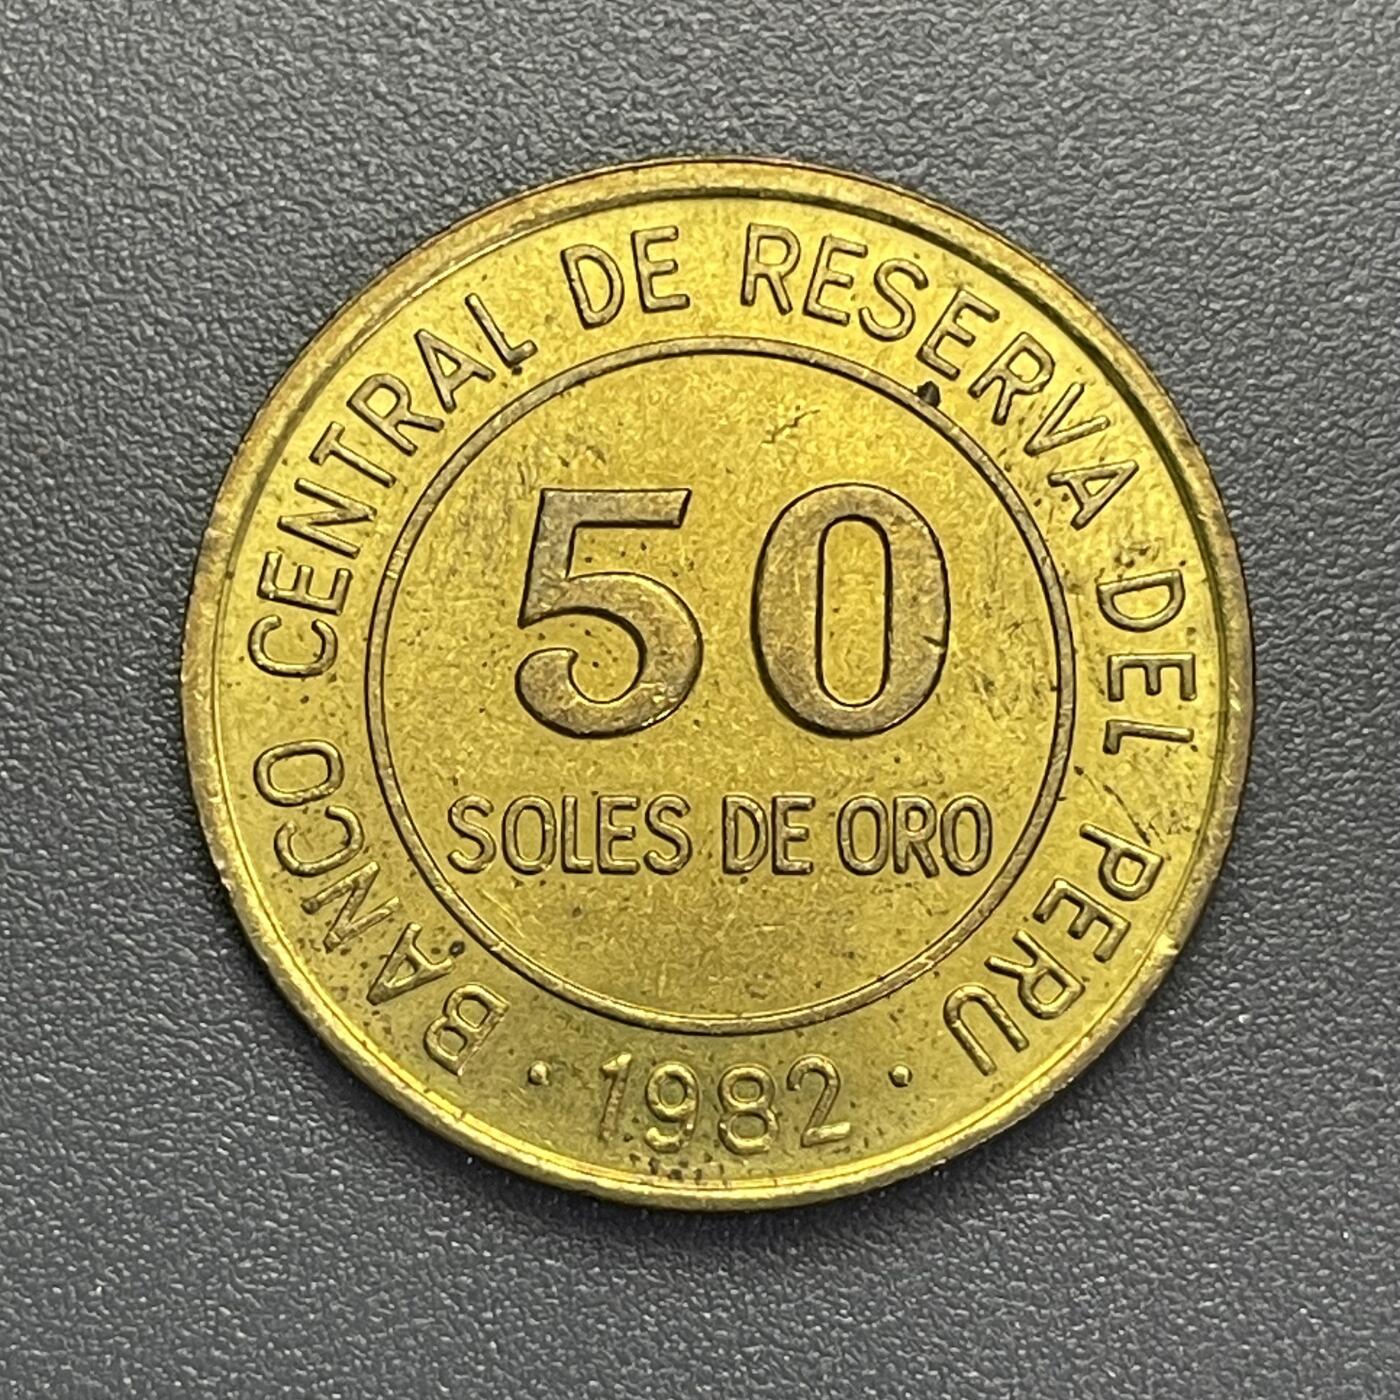 BANCO CENTRAL DE RESERVA DEL PERU
50
SOLES DE ORO
· 1982 ·